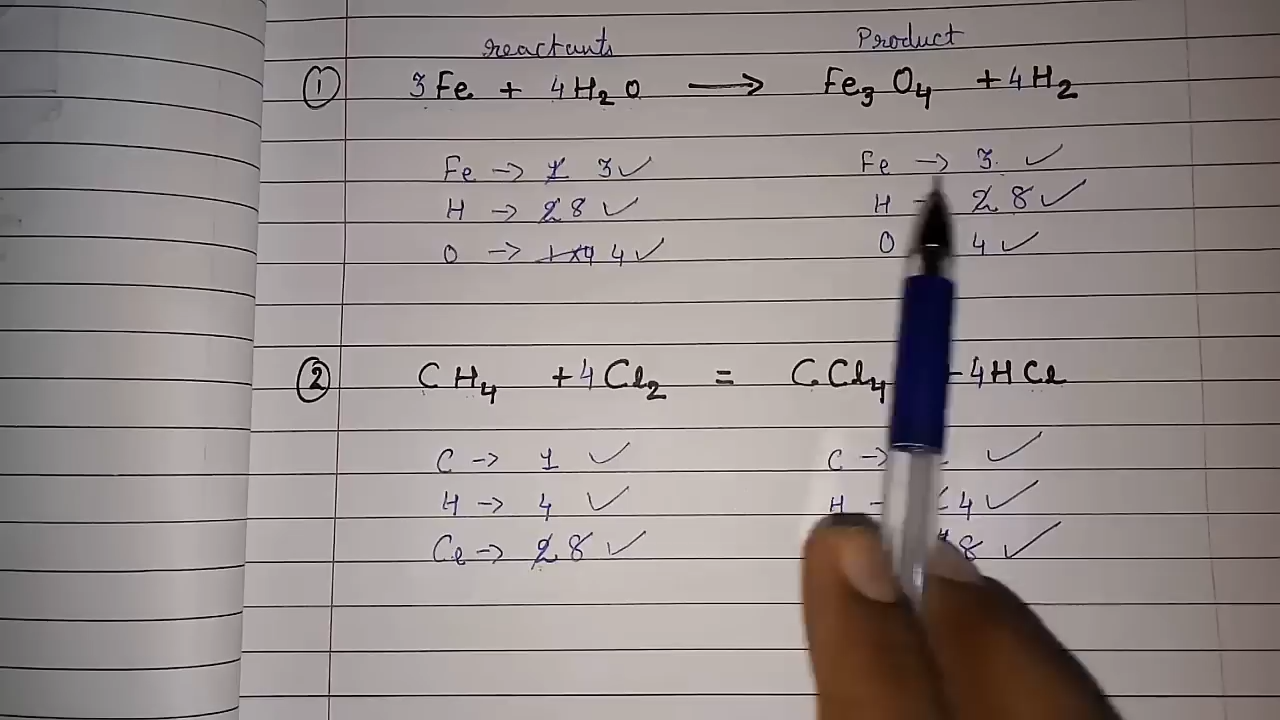 reactants Product
① 3Fe + 4H₂O ⟶ Fe₃O₄ + 4H₂
Fe → 1 3 ✓ Fe → 3 ✓
H → 2 8 ✓ H → 2 8 ✓
O → 1×4 4 ✓ O 4 ✓
② CH₄ + 4Cl₂ = CCl₄ + 4HCl
C → 1 ✓ C → ✓
H → 4 ✓ H 4 ✓
Cl → 2 8 ✓ 8 ✓